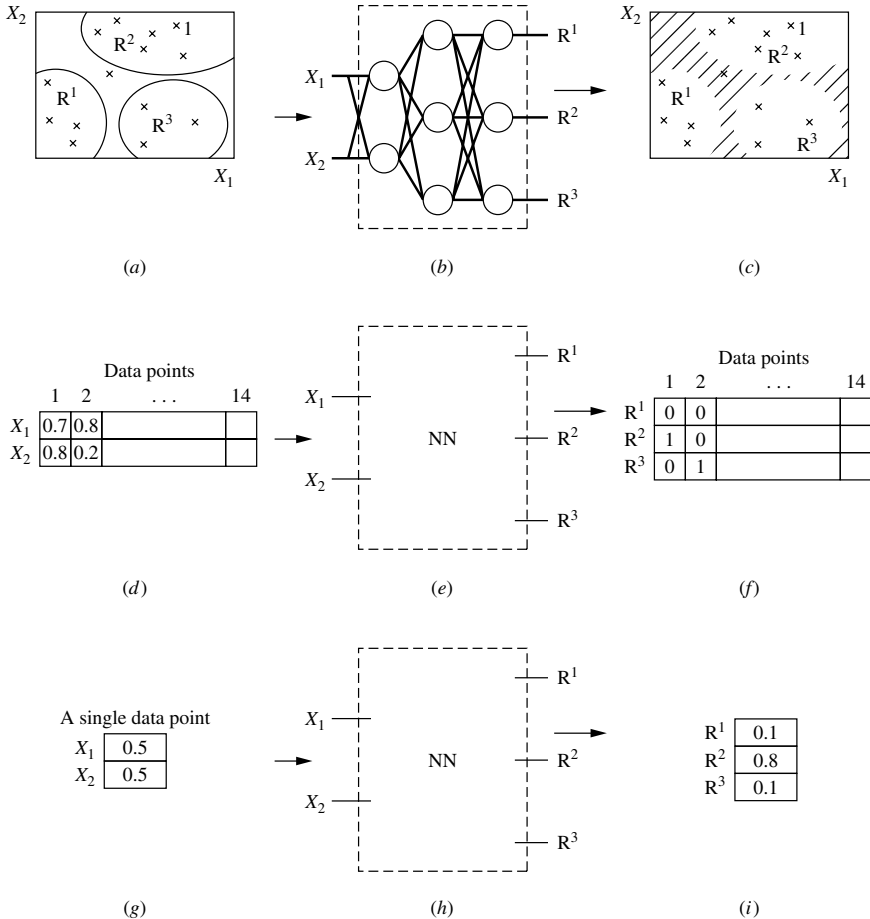 X₂ R² 1
R¹
R³
X₁
(a)
X₁
X₂
R¹
R²
R³
(b)
X₂ 1
R²
R¹
R³
X₁
(c)
Data points
1 2 . . . 14
X₁ 0.7 0.8
X₂ 0.8 0.2
(d)
X₁
X₂
NN
R¹
R²
R³
(e)
Data points
1 2 . . . 14
R¹ 0 0
R² 1 0
R³ 0 1
(f)
A single data point
X₁ 0.5
X₂ 0.5
(g)
X₁
X₂
NN
R¹
R²
R³
(h)
R¹ 0.1
R² 0.8
R³ 0.1
(i)